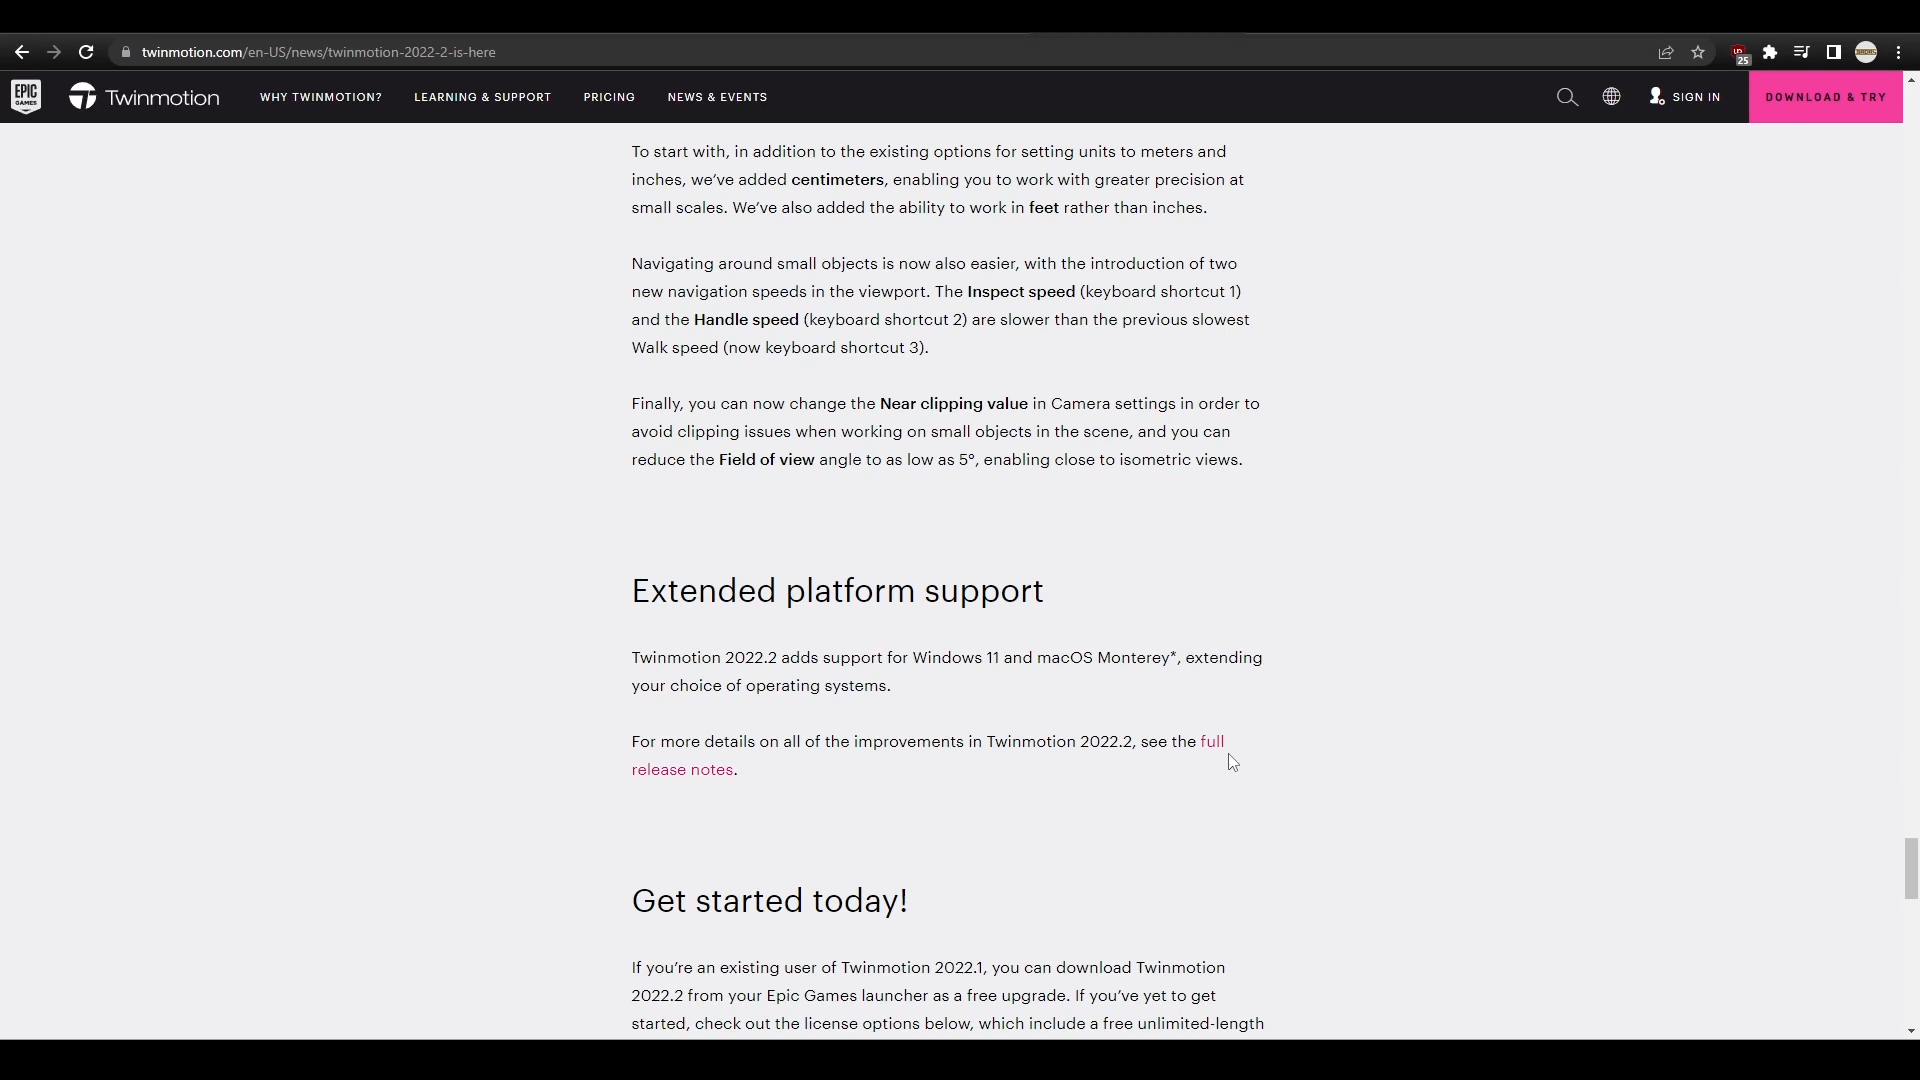 twinmotion.com/en-US/news/twinmotion-2022-2-is-here
25
EPIC GAMES
Twinmotion
WHY TWINMOTION?
LEARNING & SUPPORT
PRICING
NEWS & EVENTS
SIGN IN
DOWNLOAD & TRY
To start with, in addition to the existing options for setting units to meters and
inches, we’ve added centimeters, enabling you to work with greater precision at
small scales. We’ve also added the ability to work in feet rather than inches.
Navigating around small objects is now also easier, with the introduction of two
new navigation speeds in the viewport. The Inspect speed (keyboard shortcut 1)
and the Handle speed (keyboard shortcut 2) are slower than the previous slowest
Walk speed (now keyboard shortcut 3).
Finally, you can now change the Near clipping value in Camera settings in order to
avoid clipping issues when working on small objects in the scene, and you can
reduce the Field of view angle to as low as 5°, enabling close to isometric views.
Extended platform support
Twinmotion 2022.2 adds support for Windows 11 and macOS Monterey*, extending
your choice of operating systems.
For more details on all of the improvements in Twinmotion 2022.2, see the full
release notes.
Get started today!
If you’re an existing user of Twinmotion 2022.1, you can download Twinmotion
2022.2 from your Epic Games launcher as a free upgrade. If you’ve yet to get
started, check out the license options below, which include a free unlimited-length